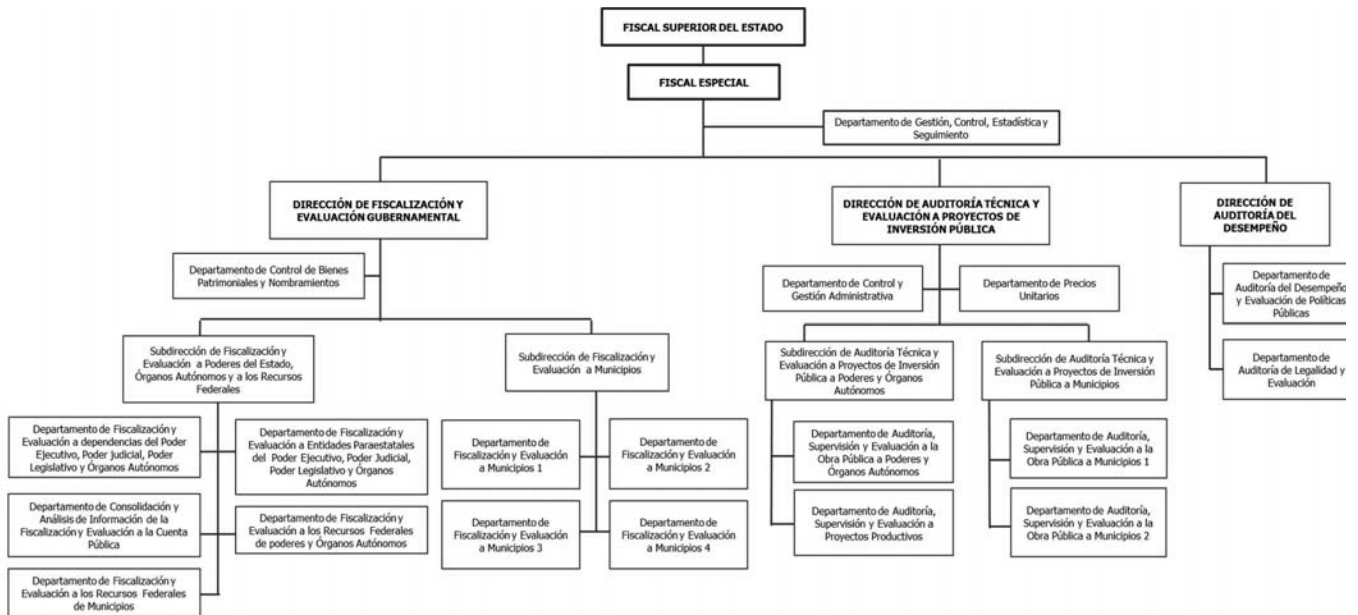 FISCAL SUPERIOR DEL ESTADO
FISCAL ESPECIAL
Departamento de Gestión, Control, Estadística y
Seguimiento
DIRECCIÓN DE FISCALIZACIÓN Y
EVALUACIÓN GUBERNAMENTAL
DIRECCIÓN DE AUDITORÍA TÉCNICA Y
EVALUACIÓN A PROYECTOS DE
INVERSIÓN PÚBLICA
DIRECCIÓN DE
AUDITORÍA DEL
DESEMPEÑO
Departamento de Control de Bienes
Patrimoniales y Nombramientos
Departamento de Control y
Gestión Administrativa
Departamento de Precios
Unitarios
Departamento de
Auditoría del Desempeño
y Evaluación de Políticas
Públicas
Subdirección de Fiscalización y
Evaluación a Poderes del Estado,
Órganos Autónomos y a los Recursos
Federales
Subdirección de Fiscalización y
Evaluación a Municipios
Subdirección de Auditoría Técnica y
Evaluación a Proyectos de Inversión
Pública a Poderes y Órganos
Autónomos
Subdirección de Auditoría Técnica y
Evaluación a Proyectos de Inversión
Pública a Municipios
Departamento de
Auditoría de Legalidad y
Evaluación
Departamento de Fiscalización y
Evaluación a dependencias del Poder
Ejecutivo, Poder Judicial, Poder
Legislativo y Órganos Autónomos
Departamento de Fiscalización y
Evaluación a Entidades Paraestatales
del Poder Ejecutivo, Poder Judicial,
Poder Legislativo y Órganos
Autónomos
Departamento de
Fiscalización y Evaluación
a Municipios 1
Departamento de
Fiscalización y Evaluación
a Municipios 2
Departamento de Auditoría,
Supervisión y Evaluación a la
Obra Pública a Poderes y
Órganos Autónomos
Departamento de Auditoría,
Supervisión y Evaluación a la
Obra Pública a Municipios 1
Departamento de Consolidación y
Análisis de Información de la
Fiscalización y Evaluación a la Cuenta
Pública
Departamento de Fiscalización y
Evaluación a los Recursos Federales
de poderes y Órganos Autónomos
Departamento de
Fiscalización y Evaluación
a Municipios 3
Departamento de
Fiscalización y Evaluación
a Municipios 4
Departamento de Auditoría,
Supervisión y Evaluación a
Proyectos Productivos
Departamento de Auditoría,
Supervisión y Evaluación a la
Obra Pública a Municipios 2
Departamento de Fiscalización y
Evaluación a los Recursos Federales
de Municipios